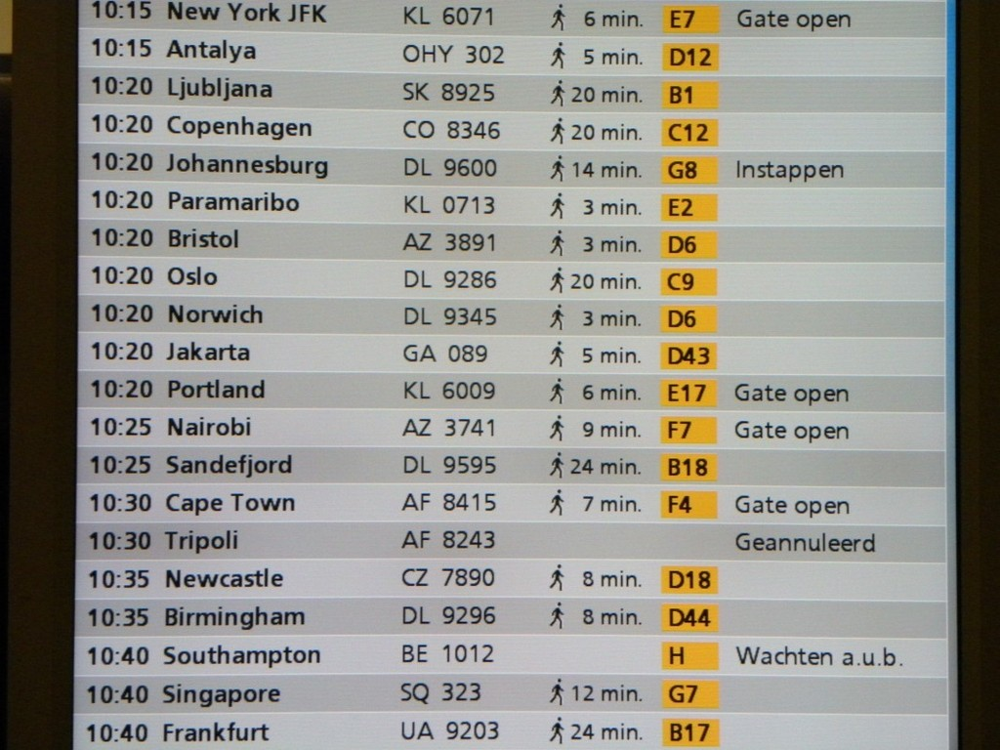 10:15 New York JFK KL 6071 6 min. E7 Gate open
10:15 Antalya OHY 302 5 min. D12
10:20 Ljubljana SK 8925 20 min. B1
10:20 Copenhagen CO 8346 20 min. C12
10:20 Johannesburg DL 9600 14 min. G8 Instappen
10:20 Paramaribo KL 0713 3 min. E2
10:20 Bristol AZ 3891 3 min. D6
10:20 Oslo DL 9286 20 min. C9
10:20 Norwich DL 9345 3 min. D6
10:20 Jakarta GA 089 5 min. D43
10:20 Portland KL 6009 6 min. E17 Gate open
10:25 Nairobi AZ 3741 9 min. F7 Gate open
10:25 Sandefjord DL 9595 24 min. B18
10:30 Cape Town AF 8415 7 min. F4 Gate open
10:30 Tripoli AF 8243 Geannuleerd
10:35 Newcastle CZ 7890 8 min. D18
10:35 Birmingham DL 9296 8 min. D44
10:40 Southampton BE 1012 H Wachten a.u.b.
10:40 Singapore SQ 323 12 min. G7
10:40 Frankfurt UA 9203 24 min. B17